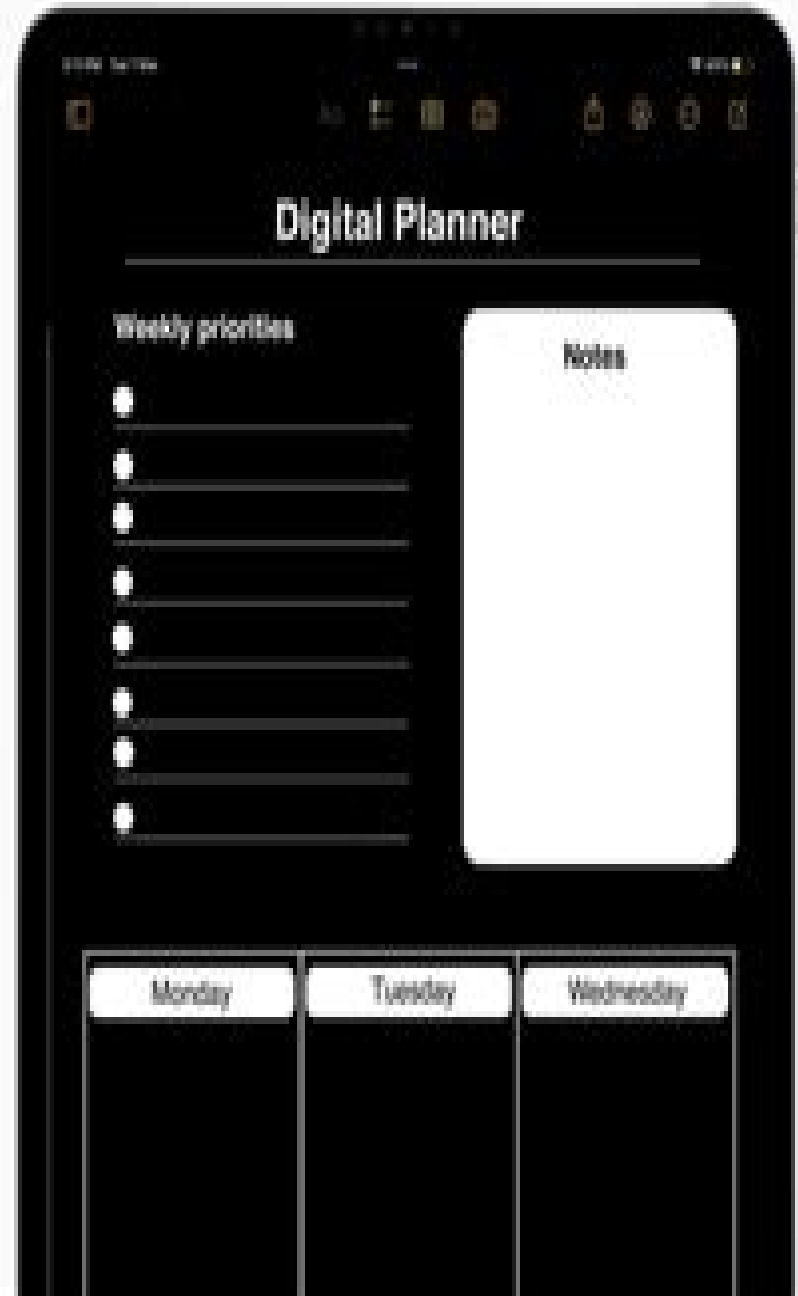 Digital Planner
Weekly priorities
Notes
Monday
Tuesday
Wednesday